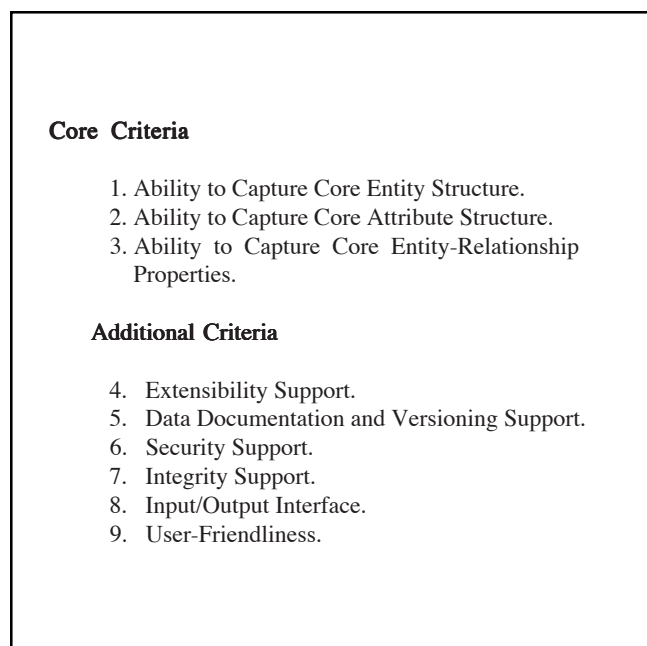 Core Criteria
1. Ability to Capture Core Entity Structure.
2. Ability to Capture Core Attribute Structure.
3. Ability to Capture Core Entity-Relationship
Properties.
Additional Criteria
4. Extensibility Support.
5. Data Documentation and Versioning Support.
6. Security Support.
7. Integrity Support.
8. Input/Output Interface.
9. User-Friendliness.